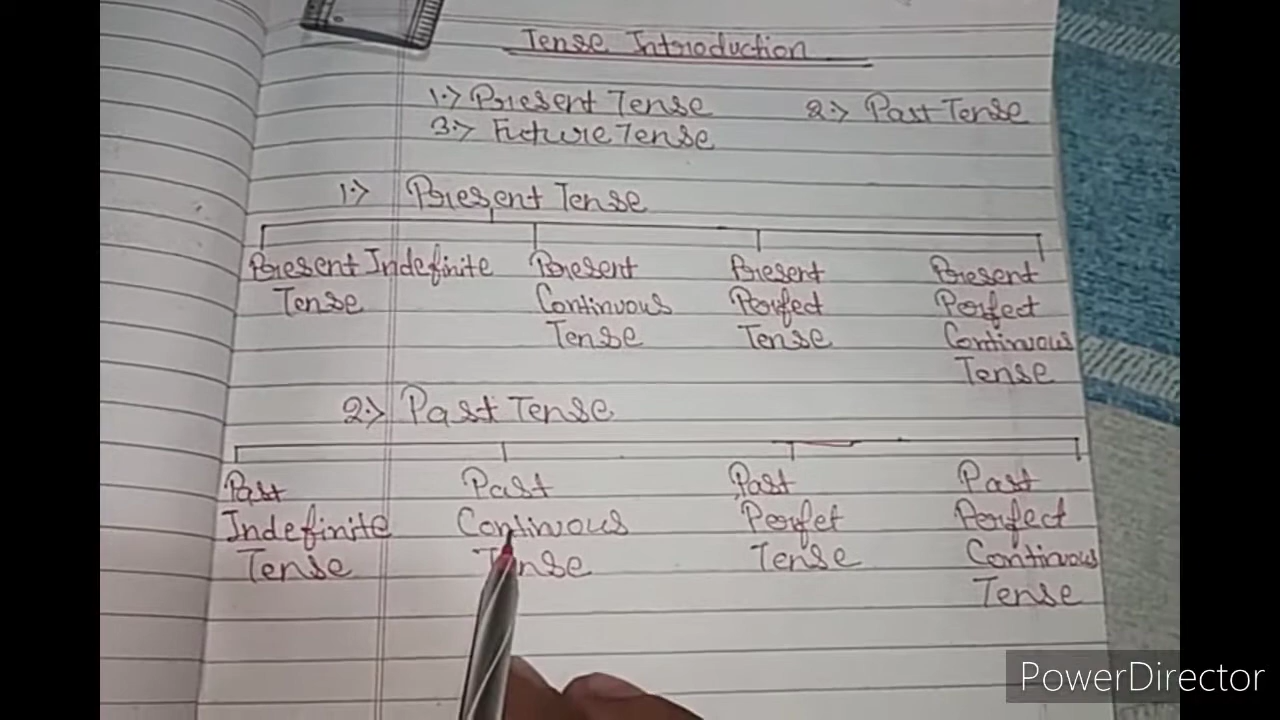 Tense Introduction
1.> Present Tense 2.> Past Tense
3.> Future Tense
1.> Present Tense
Present Indefinite Present Present Present
Tense Continuous Perfect Perfect
Tense Tense Continuous
Tense
2.> Past Tense
Past Past Past Past
Indefinite Continuous Perfet Perfect
Tense Tense Tense Continuous
Tense
PowerDirector